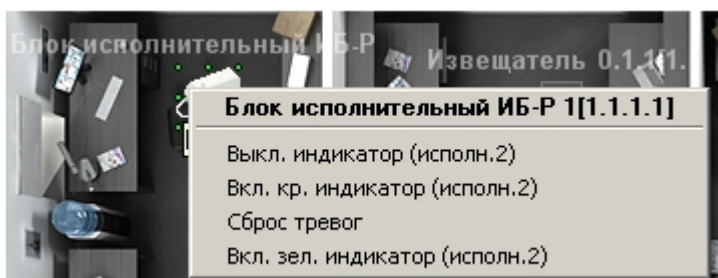 Блок исполнительный ИБ-Р
Извещатель 0.1.1[1.
Блок исполнительный ИБ-Р 1[1.1.1.1]
Выкл. индикатор (исполн.2)
Вкл. кр. индикатор (исполн.2)
Сброс тревог
Вкл. зел. индикатор (исполн.2)